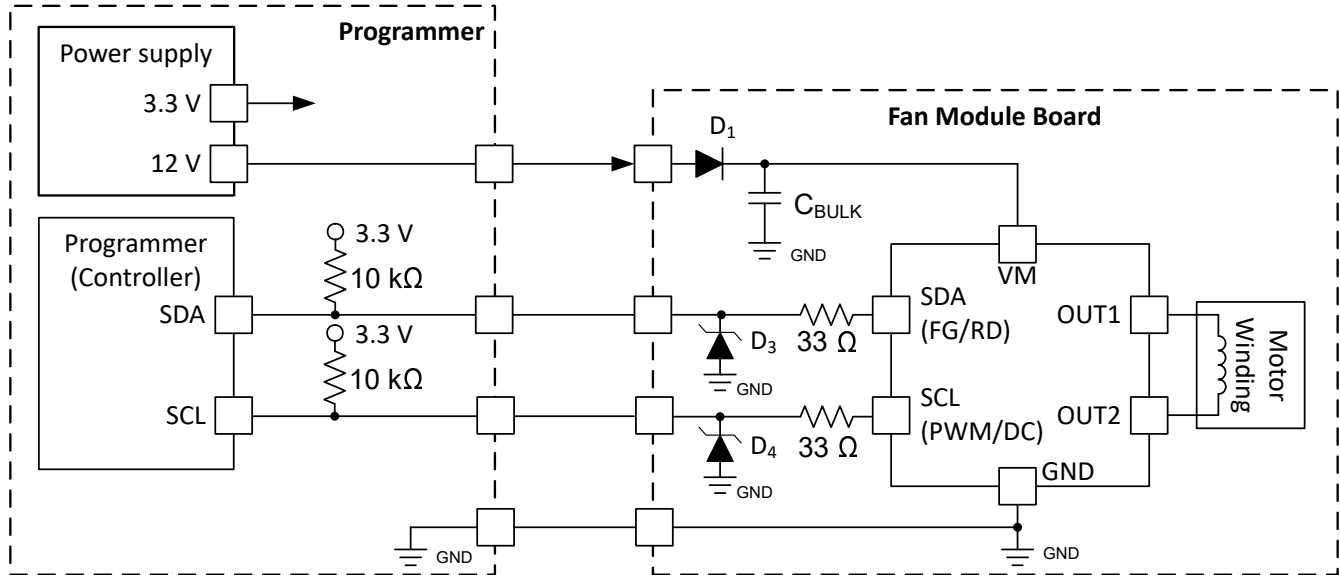 Programmer
Power supply
3.3 V
12 V
Fan Module Board
D1
CBULK
GND
Programmer
(Controller)
SDA
SCL
3.3 V
10 kΩ
3.3 V
10 kΩ
D3
GND
33 Ω
D4
GND
33 Ω
VM
SDA
(FG/RD)
SCL
(PWM/DC)
OUT1
OUT2
GND
Motor
Winding
GND
GND